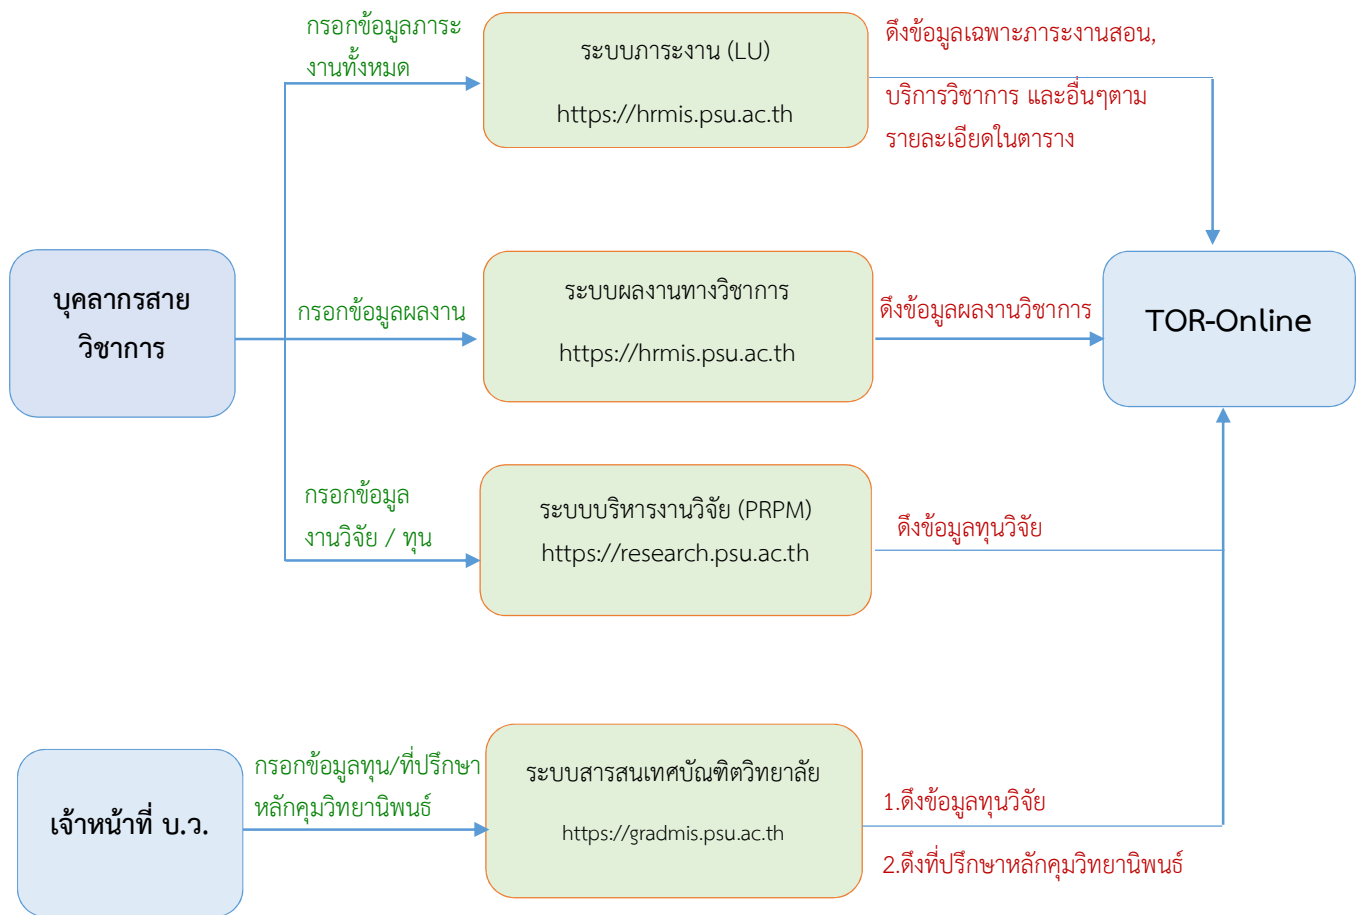 กรอกข้อมูลภาระ
งานทั้งหมด
ระบบภาระงาน (LU)
https://hrmis.psu.ac.th
ดึงข้อมูลเฉพาะภาระงานสอน,
บริการวิชาการ และอื่นๆตาม
รายละเอียดในตาราง
บุคลากรสาย
วิชาการ
กรอกข้อมูลผลงาน
ระบบผลงานทางวิชาการ
https://hrmis.psu.ac.th
ดึงข้อมูลผลงานวิชาการ
TOR-Online
กรอกข้อมูล
งานวิจัย / ทุน
ระบบบริหารงานวิจัย (PRPM)
https://research.psu.ac.th
ดึงข้อมูลทุนวิจัย
เจ้าหน้าที่ บ.ว.
กรอกข้อมูลทุน/ที่ปรึกษา
หลักคุมวิทยานิพนธ์
ระบบสารสนเทศบัณฑิตวิทยาลัย
https://gradmis.psu.ac.th
1.ดึงข้อมูลทุนวิจัย
2.ดึงที่ปรึกษาหลักคุมวิทยานิพนธ์